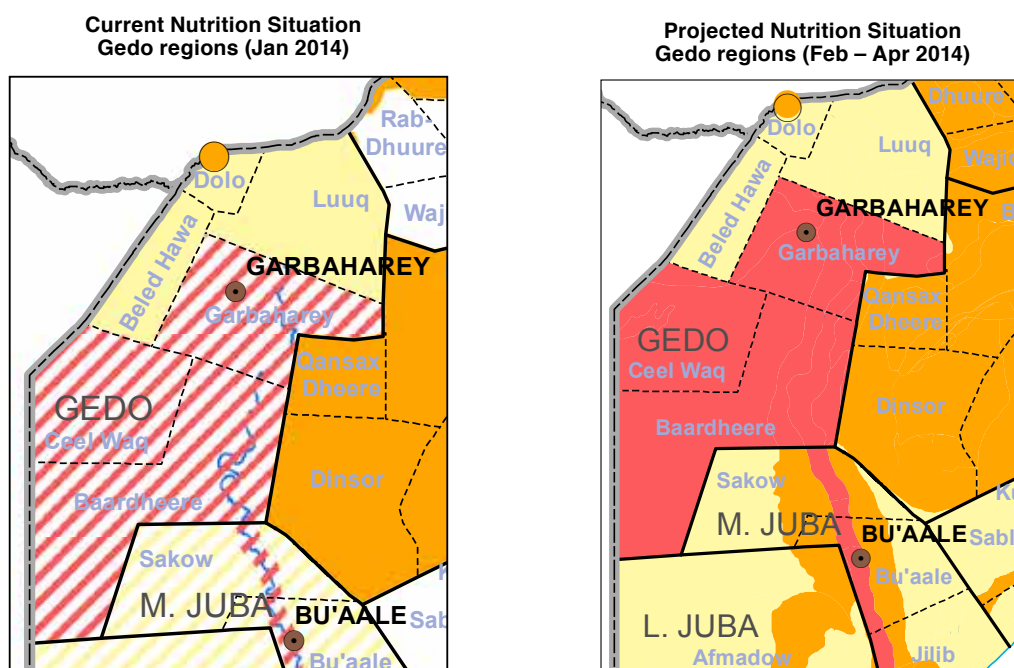 Current Nutrition Situation
Gedo regions (Jan 2014)
Rab-
Dhuure
Dolo
Luuq
Waj
Beled Hawa
GARBAHAREY
Garbaharey
Qansax
Dheere
GEDO
Ceel Waq
Dinsor
Baardheere
Sakow
M. JUBA
BU'AALE
Sab
Bu'aale
Projected Nutrition Situation
Gedo regions (Feb – Apr 2014)
Dhuure
Dolo
Luuq
Wajid
Beled Hawa
GARBAHAREY
B
Garbaharey
Qansax
Dheere
GEDO
Ceel Waq
Dinsor
Baardheere
Sakow
K
M. JUBA
BU'AALE
Sabl
Bu'aale
L. JUBA
Jilib
Afmadow